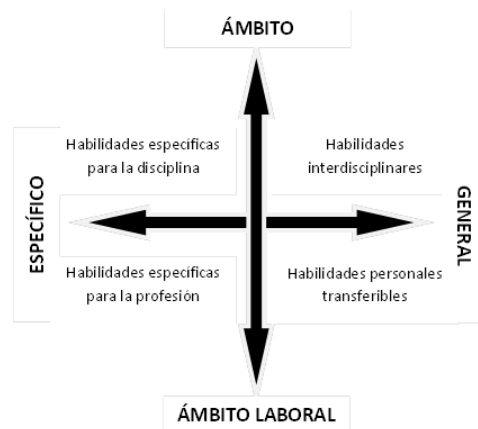 ÁMBITO
Habilidades específicas
para la disciplina
Habilidades
interdisciplinares
ESPECÍFICO
GENERAL
Habilidades específicas
para la profesión
Habilidades personales
transferibles
ÁMBITO LABORAL